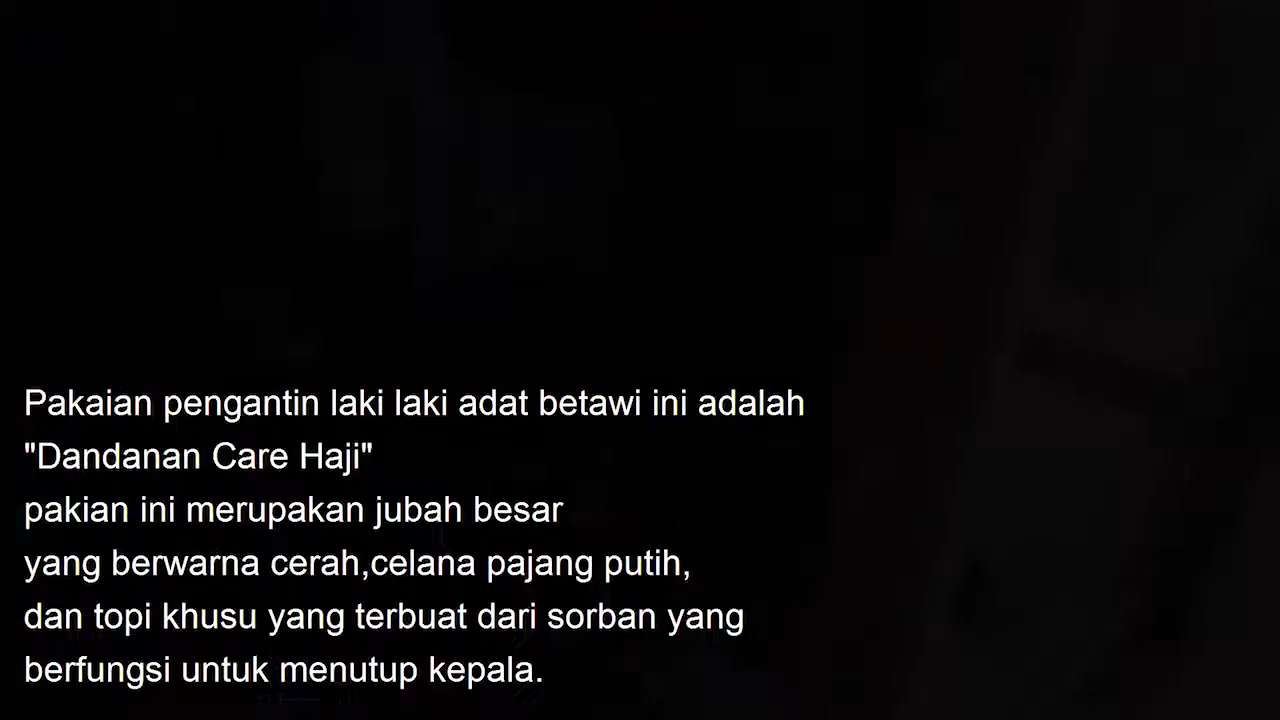 Pakaian pengantin laki laki adat betawi ini adalah
"Dandanan Care Haji"
pakian ini merupakan jubah besar
yang berwarna cerah,celana pajang putih,
dan topi khusu yang terbuat dari sorban yang
berfungsi untuk menutup kepala.